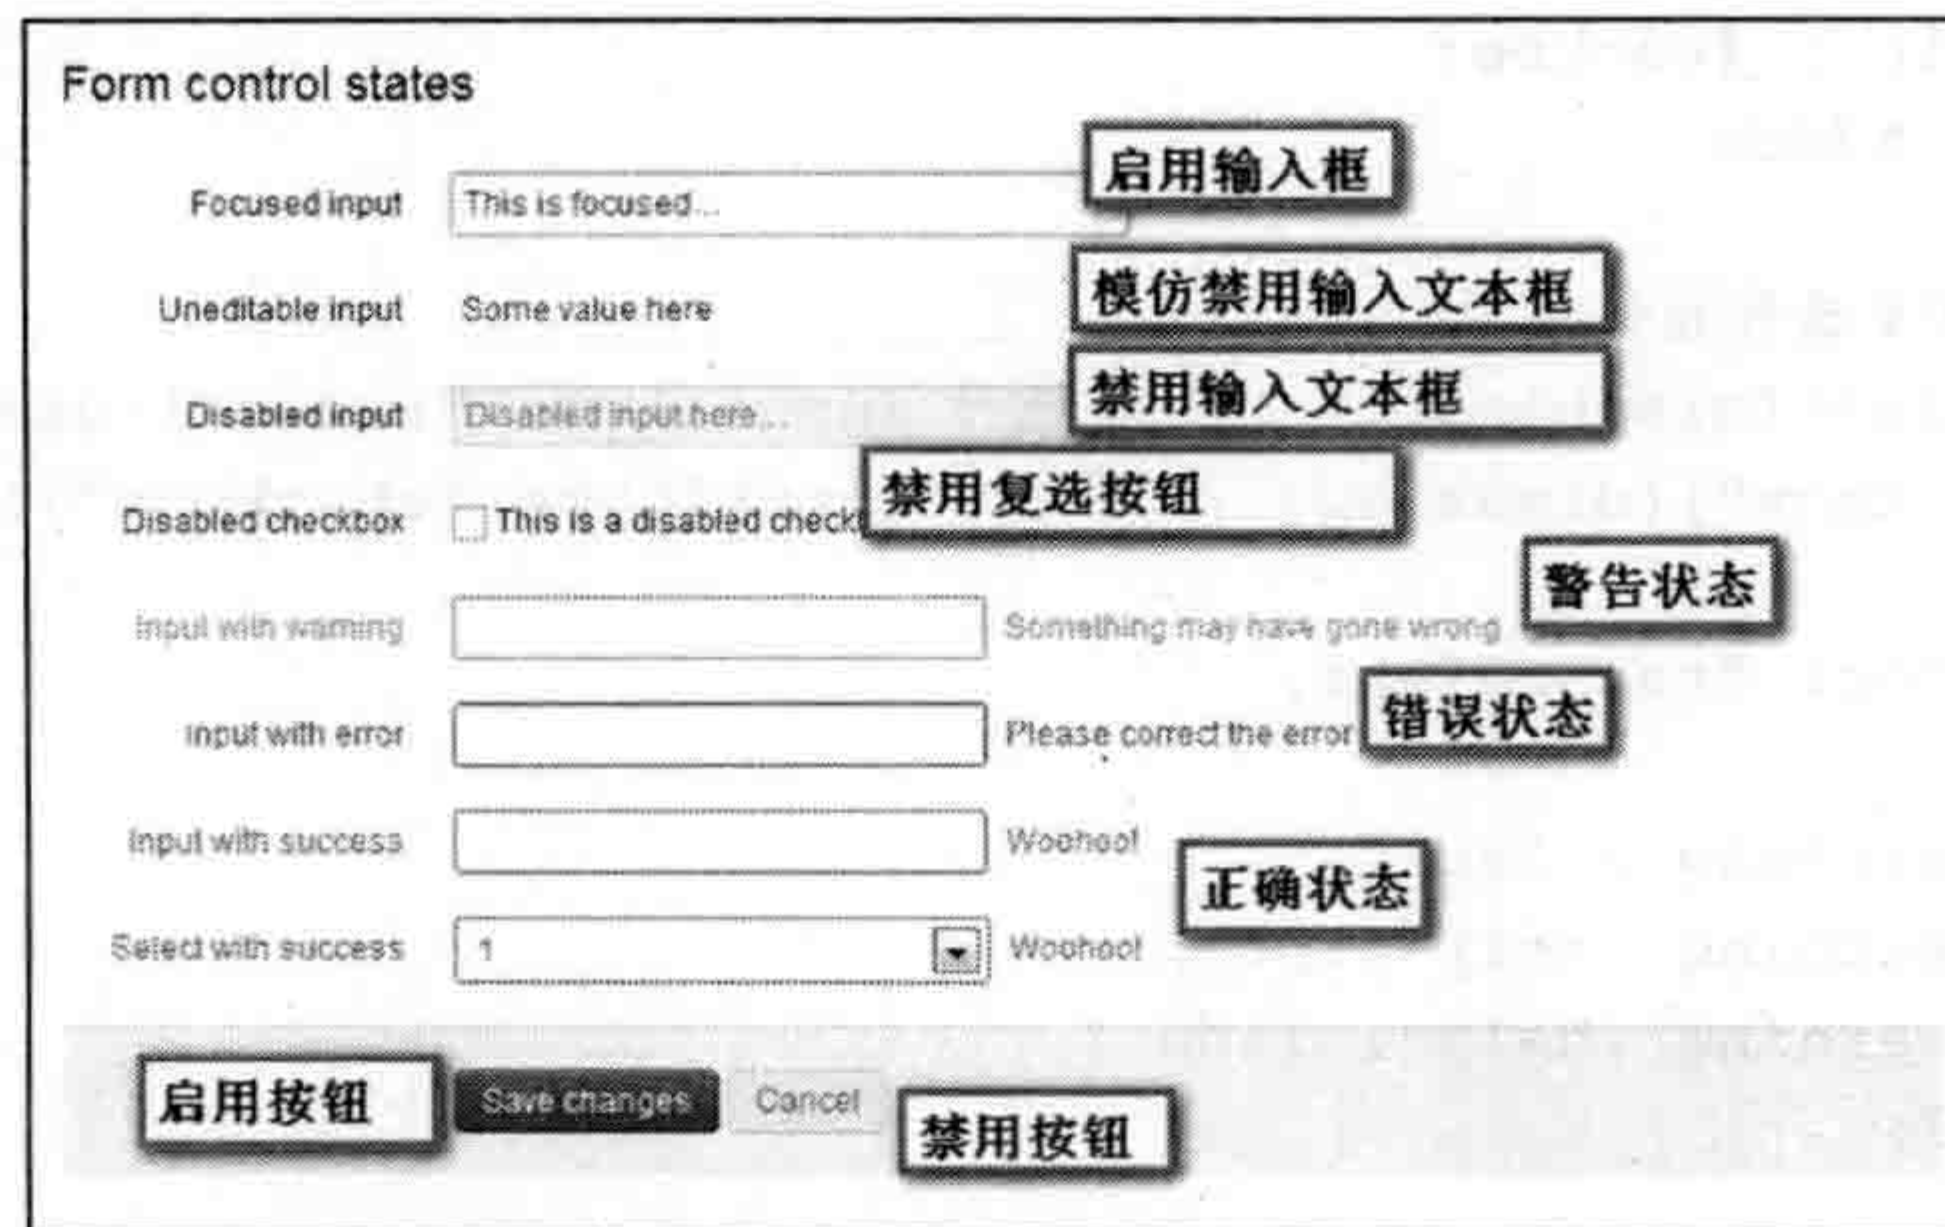 Form control states
启用输入框
Focused input This is focused...
模仿禁用输入文本框
Uneditable input Some value here
禁用输入文本框
Disabled input Disabled input here...
禁用复选按钮
Disabled checkbox This is a disabled check
警告状态
Input with warning Something may have gone wrong
错误状态
Input with error Please correct the error
Input with success Woohoo!
正确状态
Select with success 1 Woohoo!
启用按钮 Save changes Cancel 禁用按钮